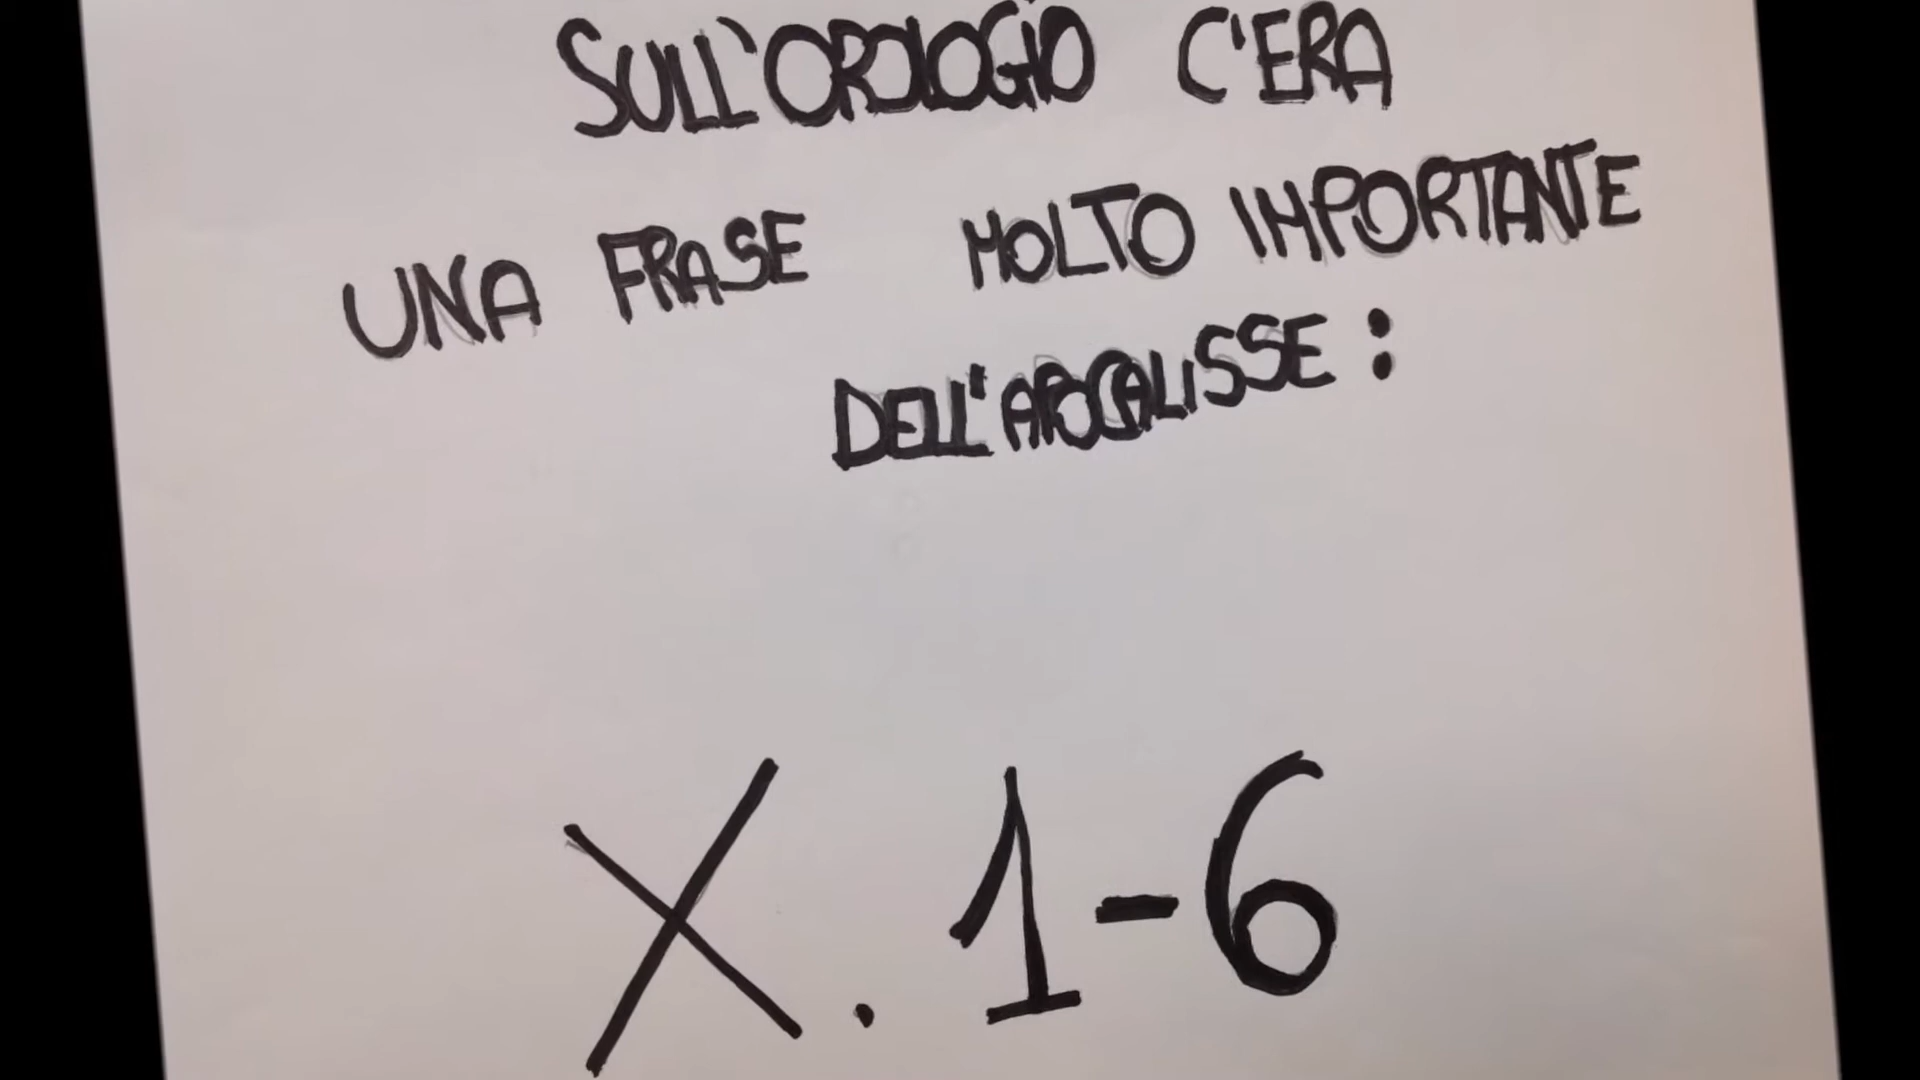 SULL'OROLOGIO C'ERA
UNA FRASE MOLTO IMPORTANTE
DELL'APOCALISSE:
X. 1-6